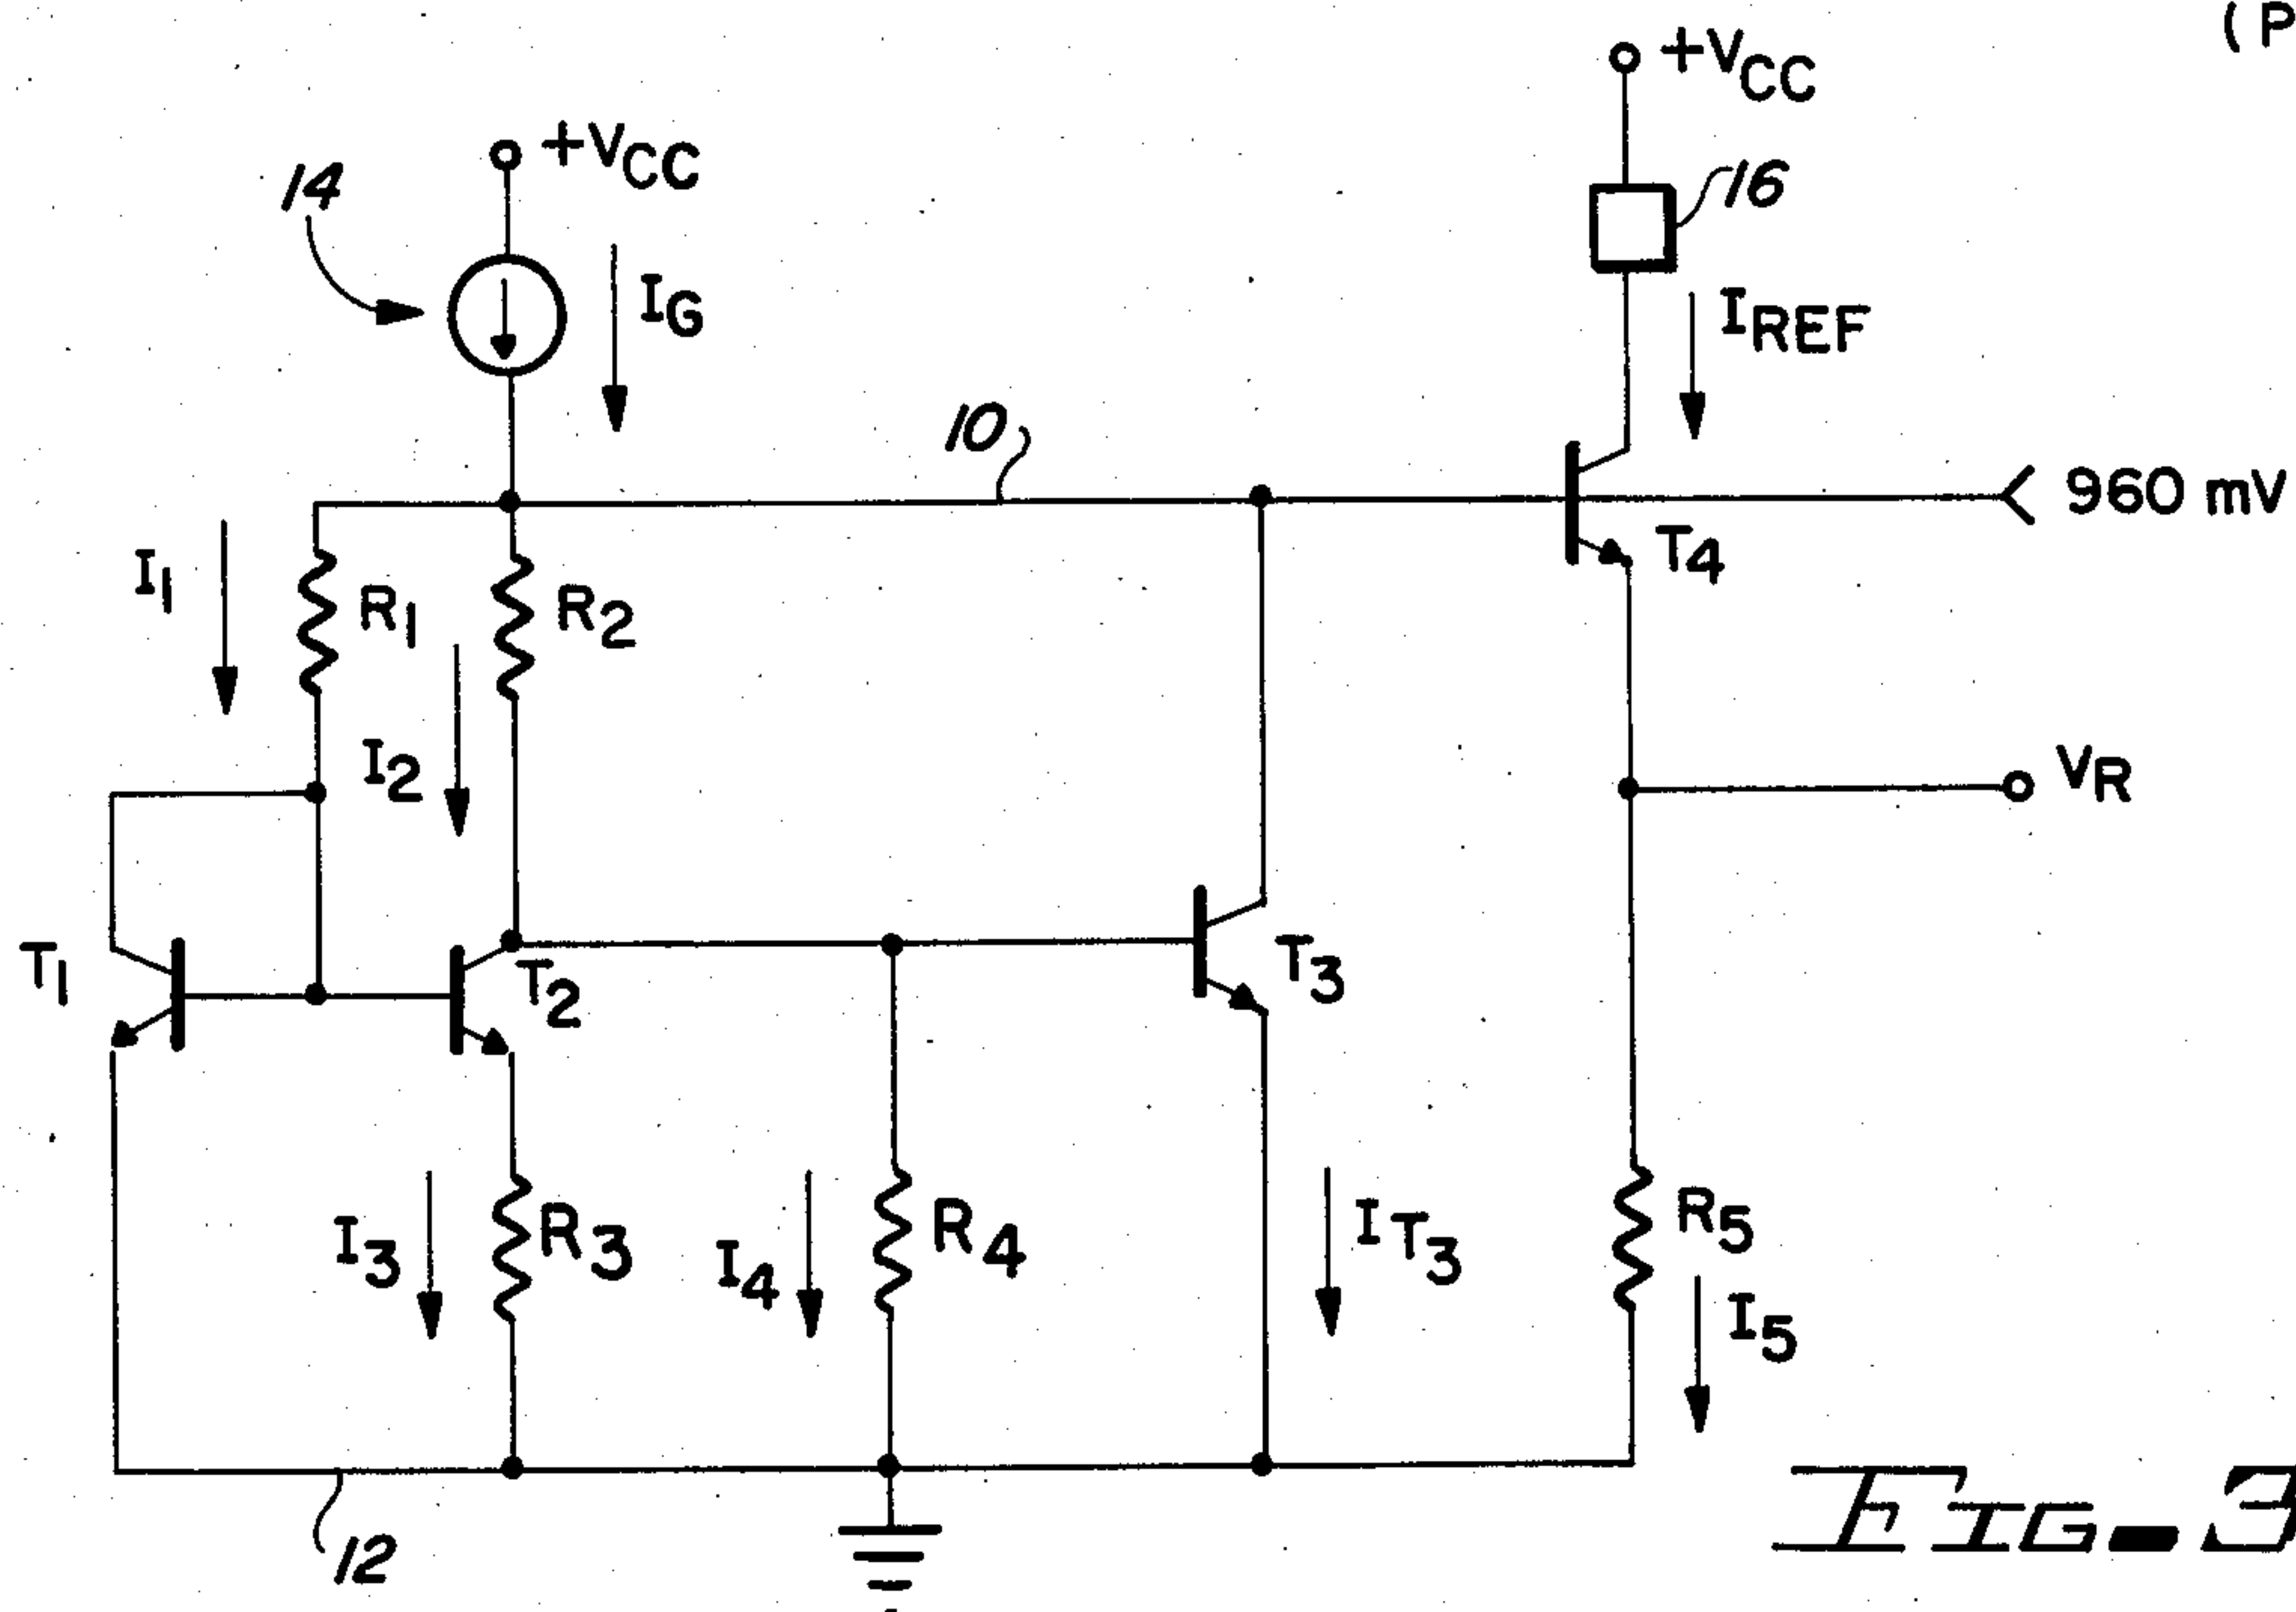 (P
+VCC
+VCC
14
16
IG
IREF
10
960 mV
I1
R1
R2
T4
I2
VR
T1
T2
T3
I3
R3
I4
R4
IT3
R5
I5
12
FIG-3